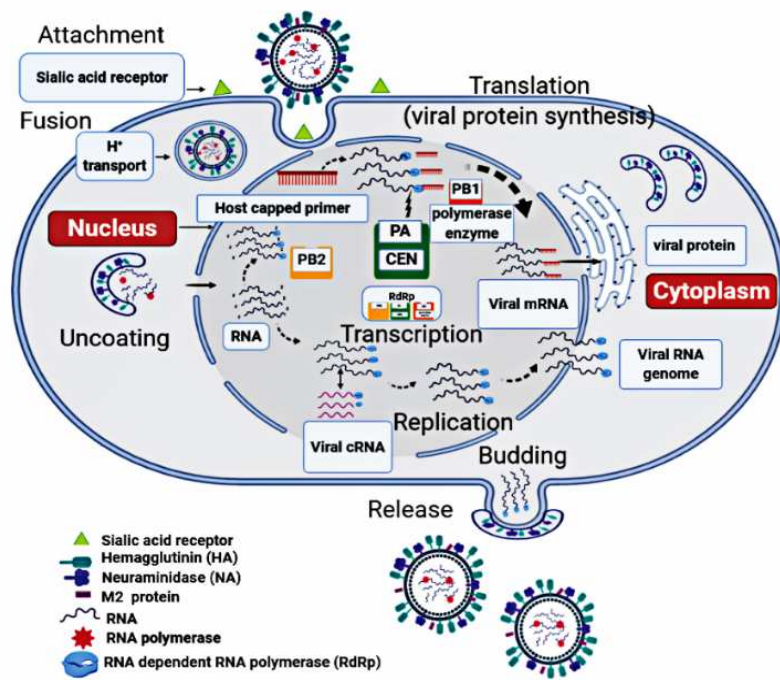 Attachment
Sialic acid receptor
Fusion
H⁺
transport
Translation
(viral protein synthesis)
Host capped primer
PB1
polymerase
enzyme
PA
CEN
Nucleus
PB2
viral protein
Cytoplasm
Uncoating
RNA
RdRp
Transcription
Viral mRNA
Viral RNA
genome
Replication
Viral cRNA
Budding
Release
Sialic acid receptor
Hemagglutinin (HA)
Neuraminidase (NA)
M2 protein
RNA
RNA polymerase
RNA dependent RNA polymerase (RdRp)